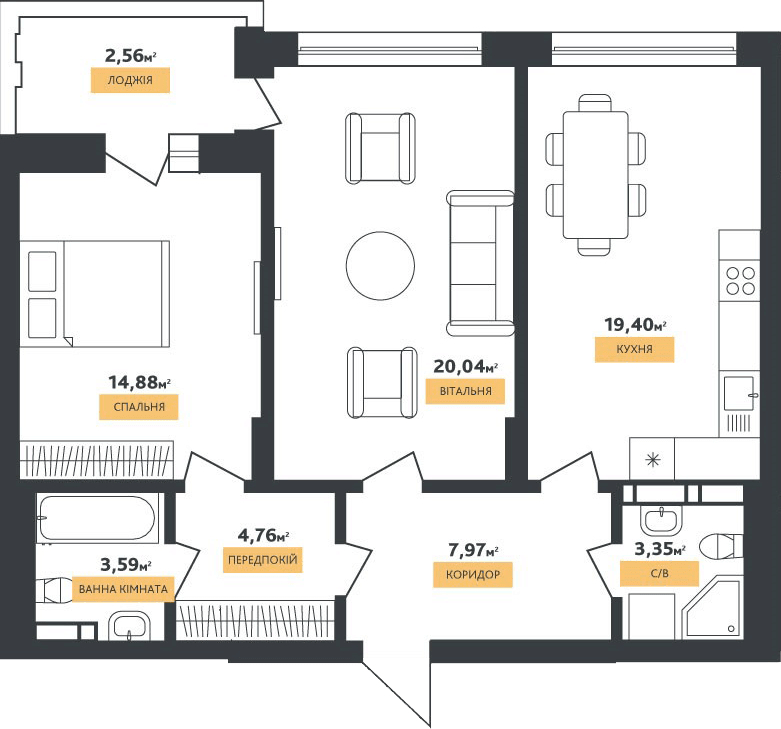 2,56м²
ЛОДЖІЯ
19,40м²
КУХНЯ
20,04м²
ВІТАЛЬНЯ
14,88м²
СПАЛЬНЯ
4,76м²
ПЕРЕДПОКІЙ
7,97м²
КОРИДОР
3,35м²
С/В
3,59м²
ВАННА КІМНАТА